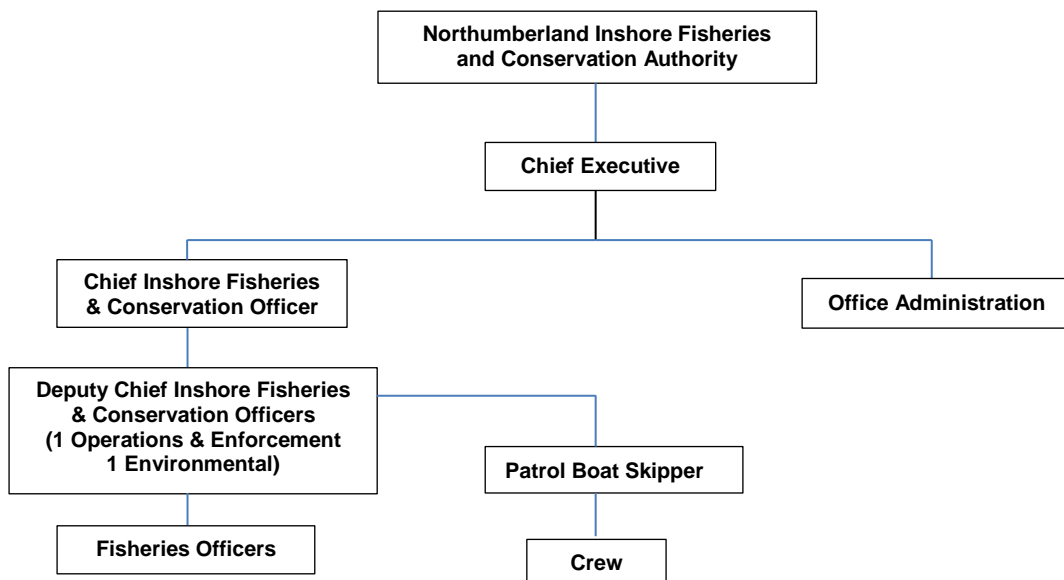 Northumberland Inshore Fisheries
and Conservation Authority
Chief Executive
Chief Inshore Fisheries
& Conservation Officer
Office Administration
Deputy Chief Inshore Fisheries
& Conservation Officers
(1 Operations & Enforcement
1 Environmental)
Patrol Boat Skipper
Fisheries Officers
Crew